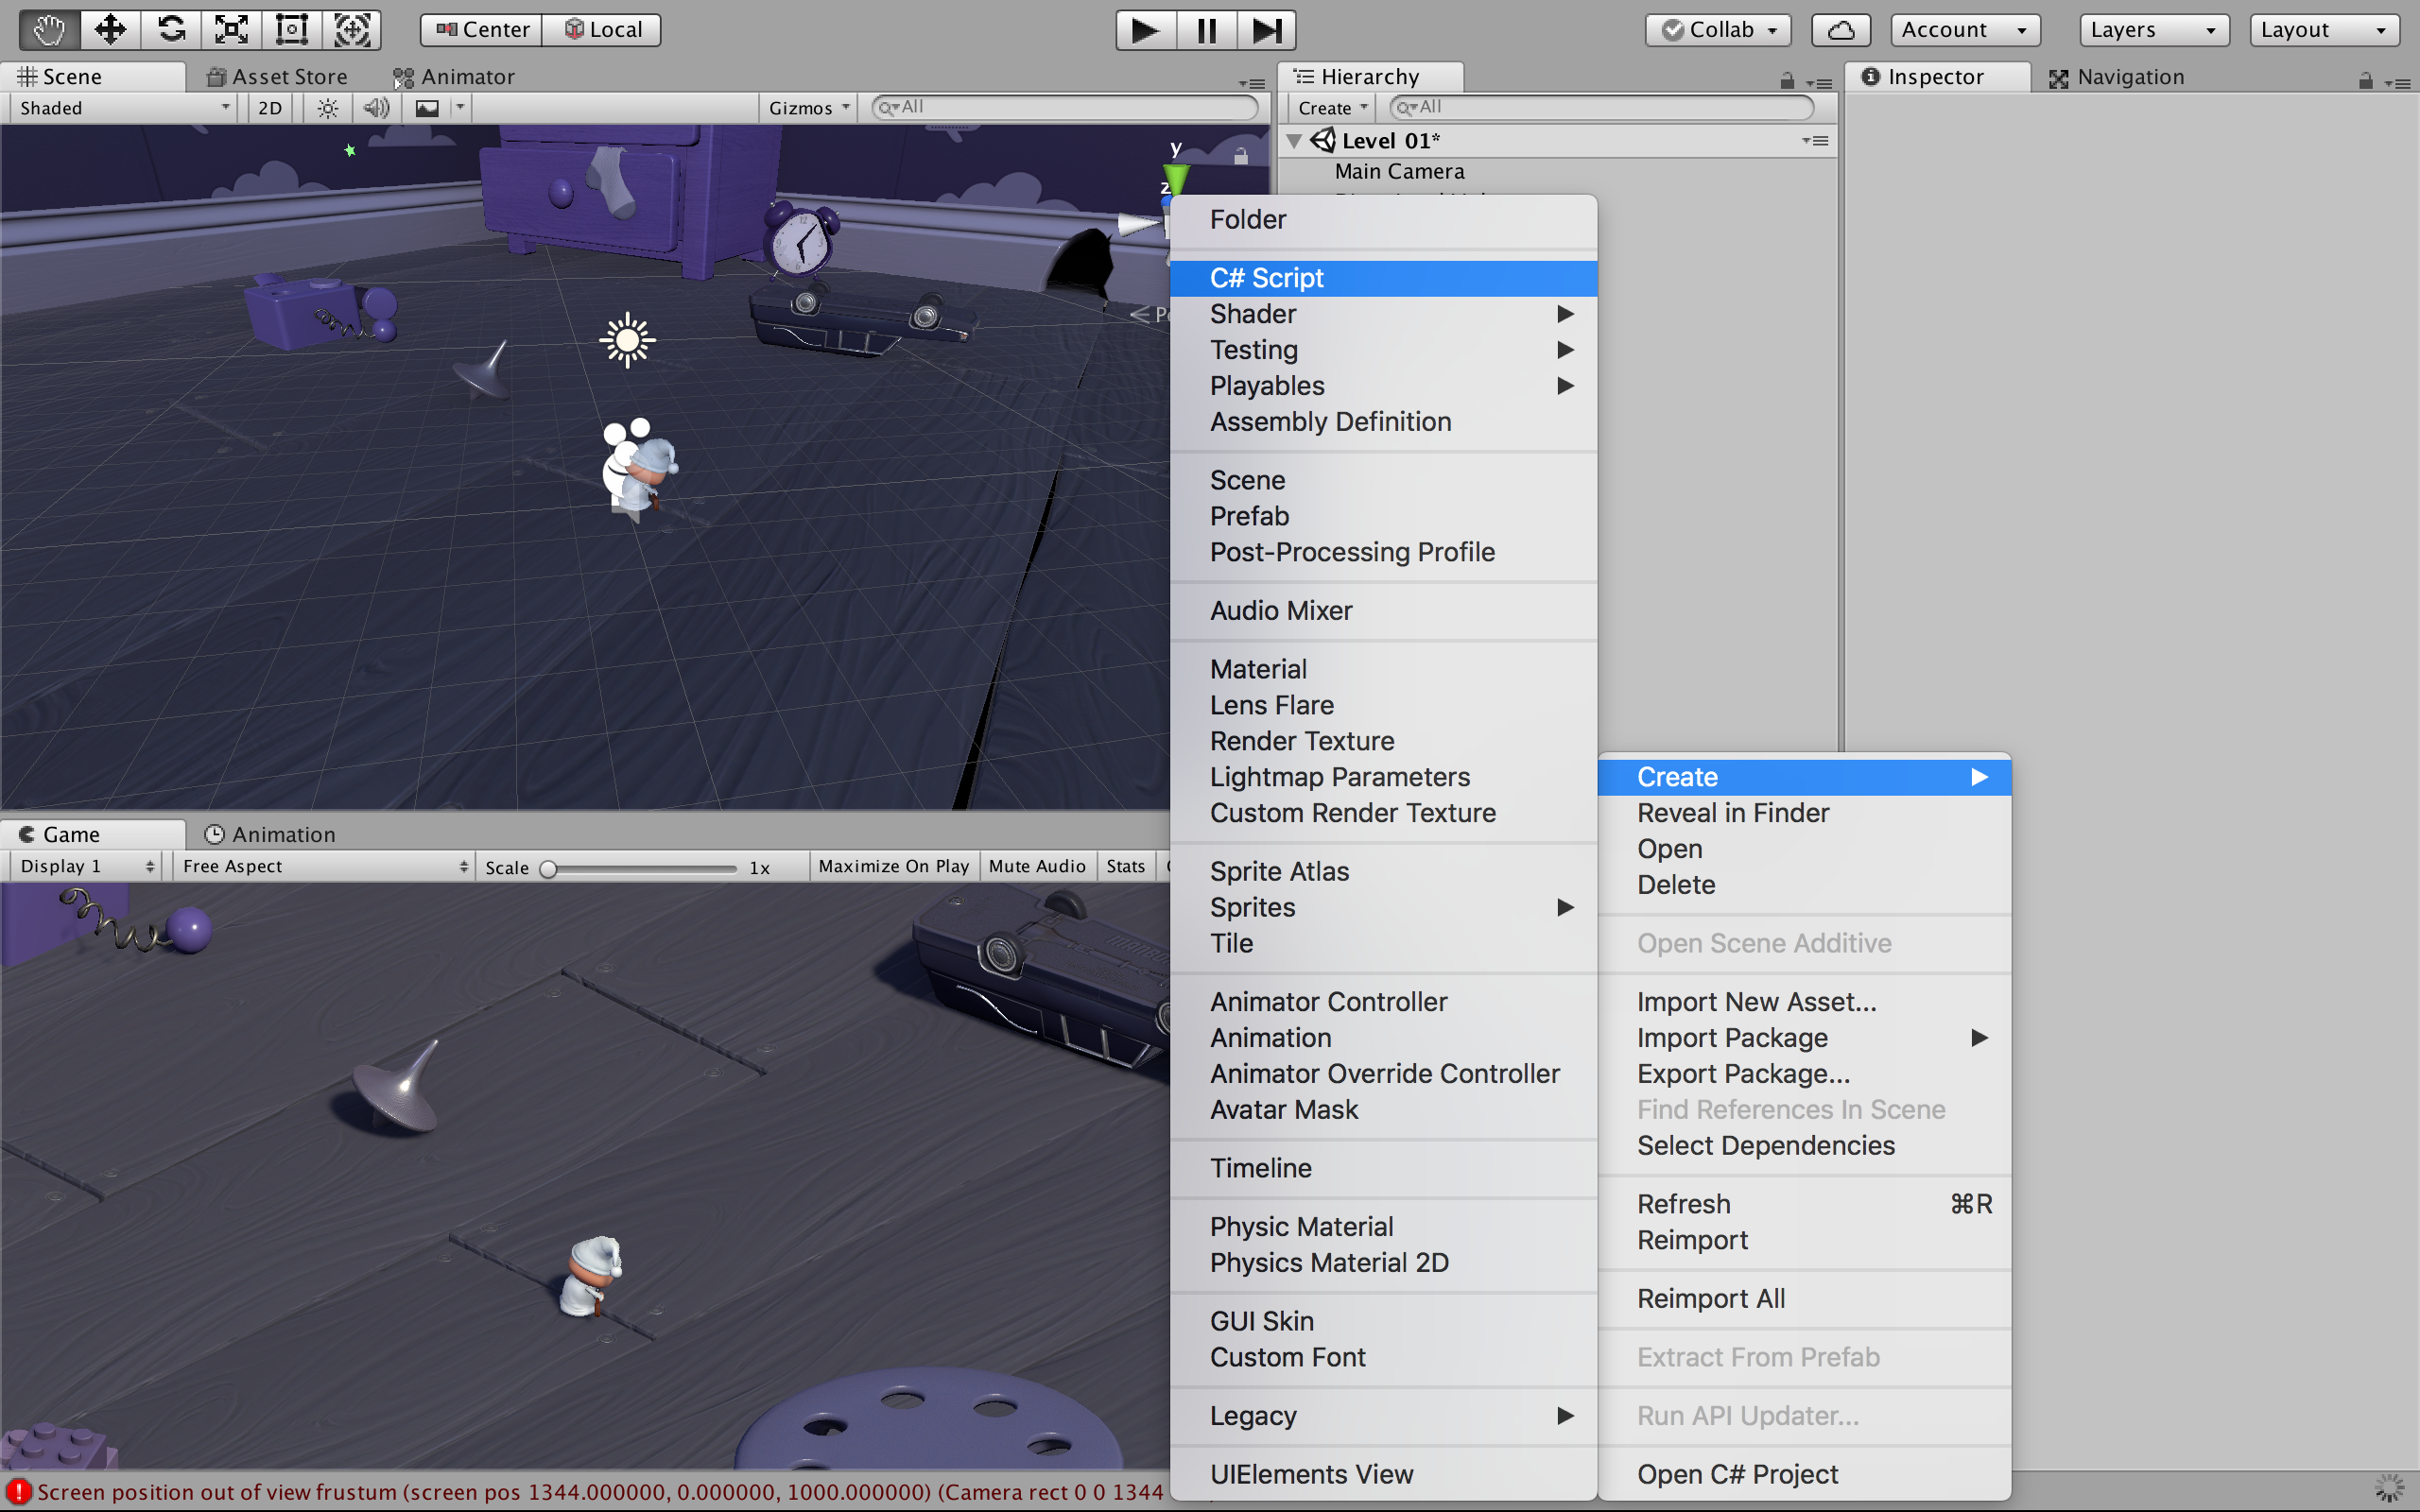 Center Local Collab Account Layers Layout
Scene Asset Store Animator Hierarchy Inspector Navigation
Shaded 2D Gizmos All Create All
y
Level 01*
Main Camera
z
Folder
C# Script
Shader
Testing
Playables
Assembly Definition
Scene
Prefab
Post-Processing Profile
Audio Mixer
Material
Lens Flare
Render Texture
Lightmap Parameters
Custom Render Texture
Sprite Atlas
Sprites
Tile
Animator Controller
Animation
Animator Override Controller
Avatar Mask
Timeline
Physic Material
Physics Material 2D
GUI Skin
Custom Font
Legacy
UIElements View
Create
Reveal in Finder
Open
Delete
Open Scene Additive
Import New Asset...
Import Package
Export Package...
Find References In Scene
Select Dependencies
Refresh ⌘R
Reimport
Reimport All
Extract From Prefab
Run API Updater...
Open C# Project
Game Animation
Display 1 Free Aspect Scale 1x Maximize On Play Mute Audio Stats
Screen position out of view frustum (screen pos 1344.000000, 0.000000, 1000.000000) (Camera rect 0 0 1344